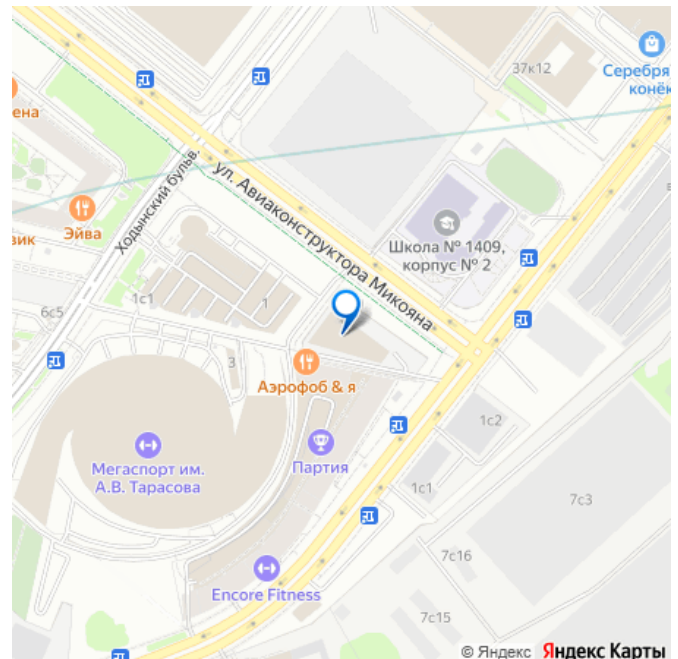 37к12
Серебря
конёк
ена
ул. Авиаконструктора Микояна
Ходынский бульв.
Эйва
вик
Школа № 1409,
корпус № 2
1с1
1
6с5
3
Аэрофоб & я
Партия
Мегаспорт им.
А.В. Тарасова
1с2
1с1
7с3
7с16
Encore Fitness
7с15
© Яндекс Яндекс Карты